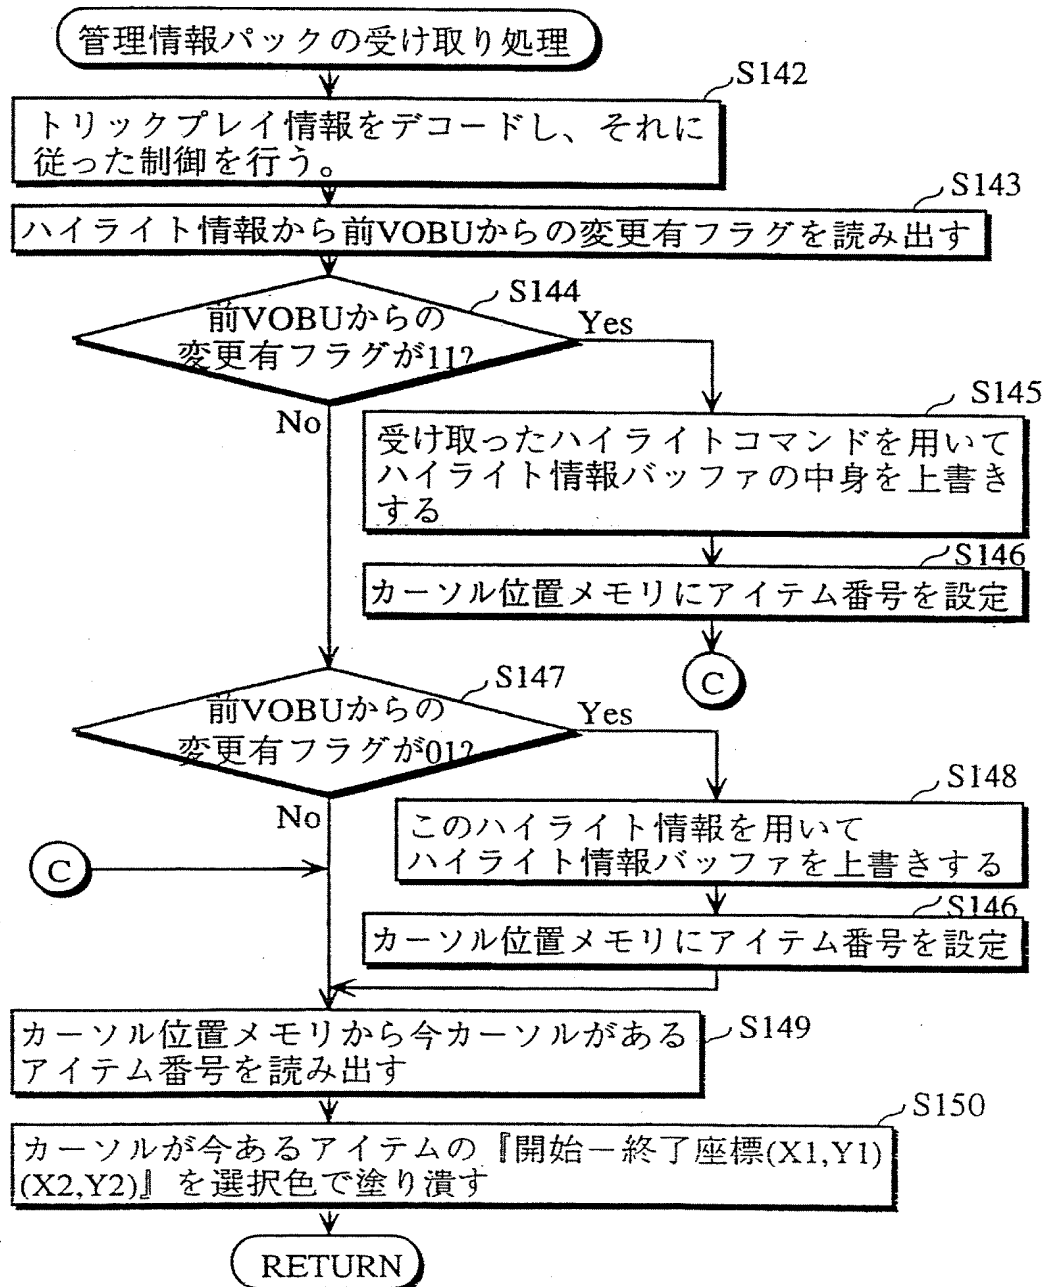 管理情報パックの受け取り処理
S142
トリックプレイ情報をデコードし、それに
従った制御を行う。
S143
ハイライト情報から前VOBUからの変更有フラグを読み出す
S144
前VOBUからの
変更有フラグが11?
Yes
No
S145
受け取ったハイライトコマンドを用いて
ハイライト情報バッファの中身を上書き
する
S146
カーソル位置メモリにアイテム番号を設定
C
S147
前VOBUからの
変更有フラグが01?
Yes
No
S148
このハイライト情報を用いて
ハイライト情報バッファを上書きする
C
S146
カーソル位置メモリにアイテム番号を設定
S149
カーソル位置メモリから今カーソルがある
アイテム番号を読み出す
S150
カーソルが今あるアイテムの『開始ー終了座標(X1,Y1)
(X2,Y2)』を選択色で塗り潰す
RETURN